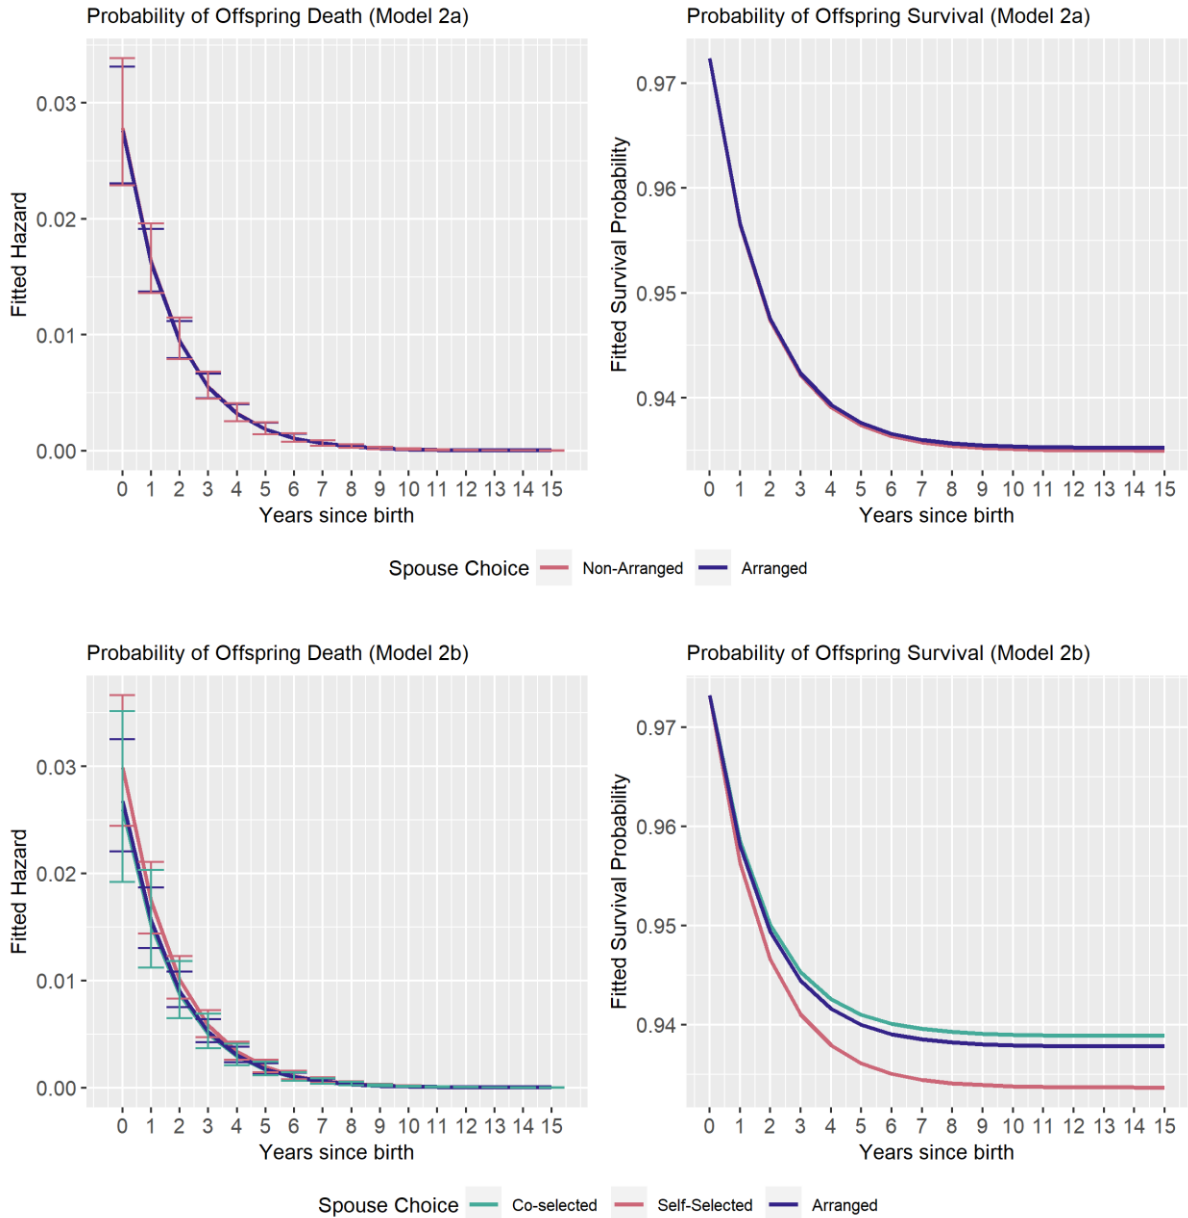 Probability of Offspring Death (Model 2a)
Fitted Hazard
0.03
0.02
0.01
0.00
0 1 2 3 4 5 6 7 8 9 10 11 12 13 14 15
Years since birth
Probability of Offspring Survival (Model 2a)
Fitted Survival Probability
0.97
0.96
0.95
0.94
0 1 2 3 4 5 6 7 8 9 10 11 12 13 14 15
Years since birth
Spouse Choice Non-Arranged Arranged
Probability of Offspring Death (Model 2b)
Fitted Hazard
0.03
0.02
0.01
0.00
0 1 2 3 4 5 6 7 8 9 10 11 12 13 14 15
Years since birth
Probability of Offspring Survival (Model 2b)
Fitted Survival Probability
0.97
0.96
0.95
0.94
0 1 2 3 4 5 6 7 8 9 10 11 12 13 14 15
Years since birth
Spouse Choice Co-selected Self-Selected Arranged